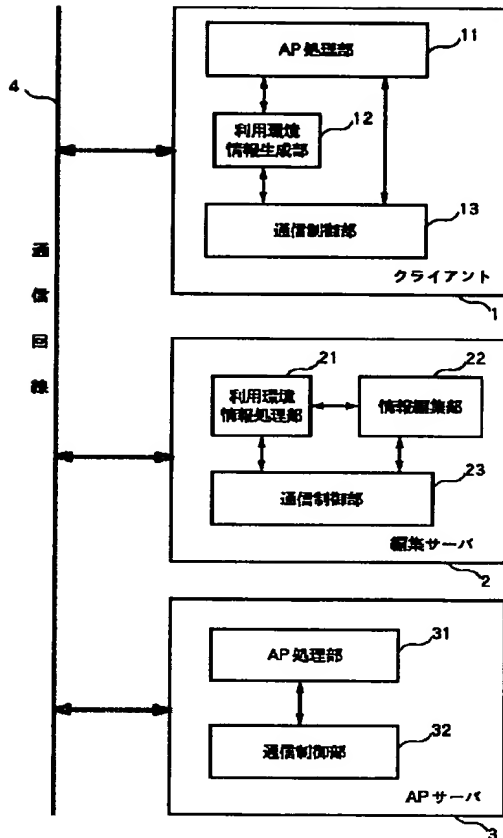 4
通信回線
AP処理部
11
利用環境
情報生成部
12
通信制御部
13
クライアント
1
利用環境
情報処理部
21
情報編集部
22
通信制御部
23
編集サーバ
2
AP処理部
31
通信制御部
32
APサーバ
3